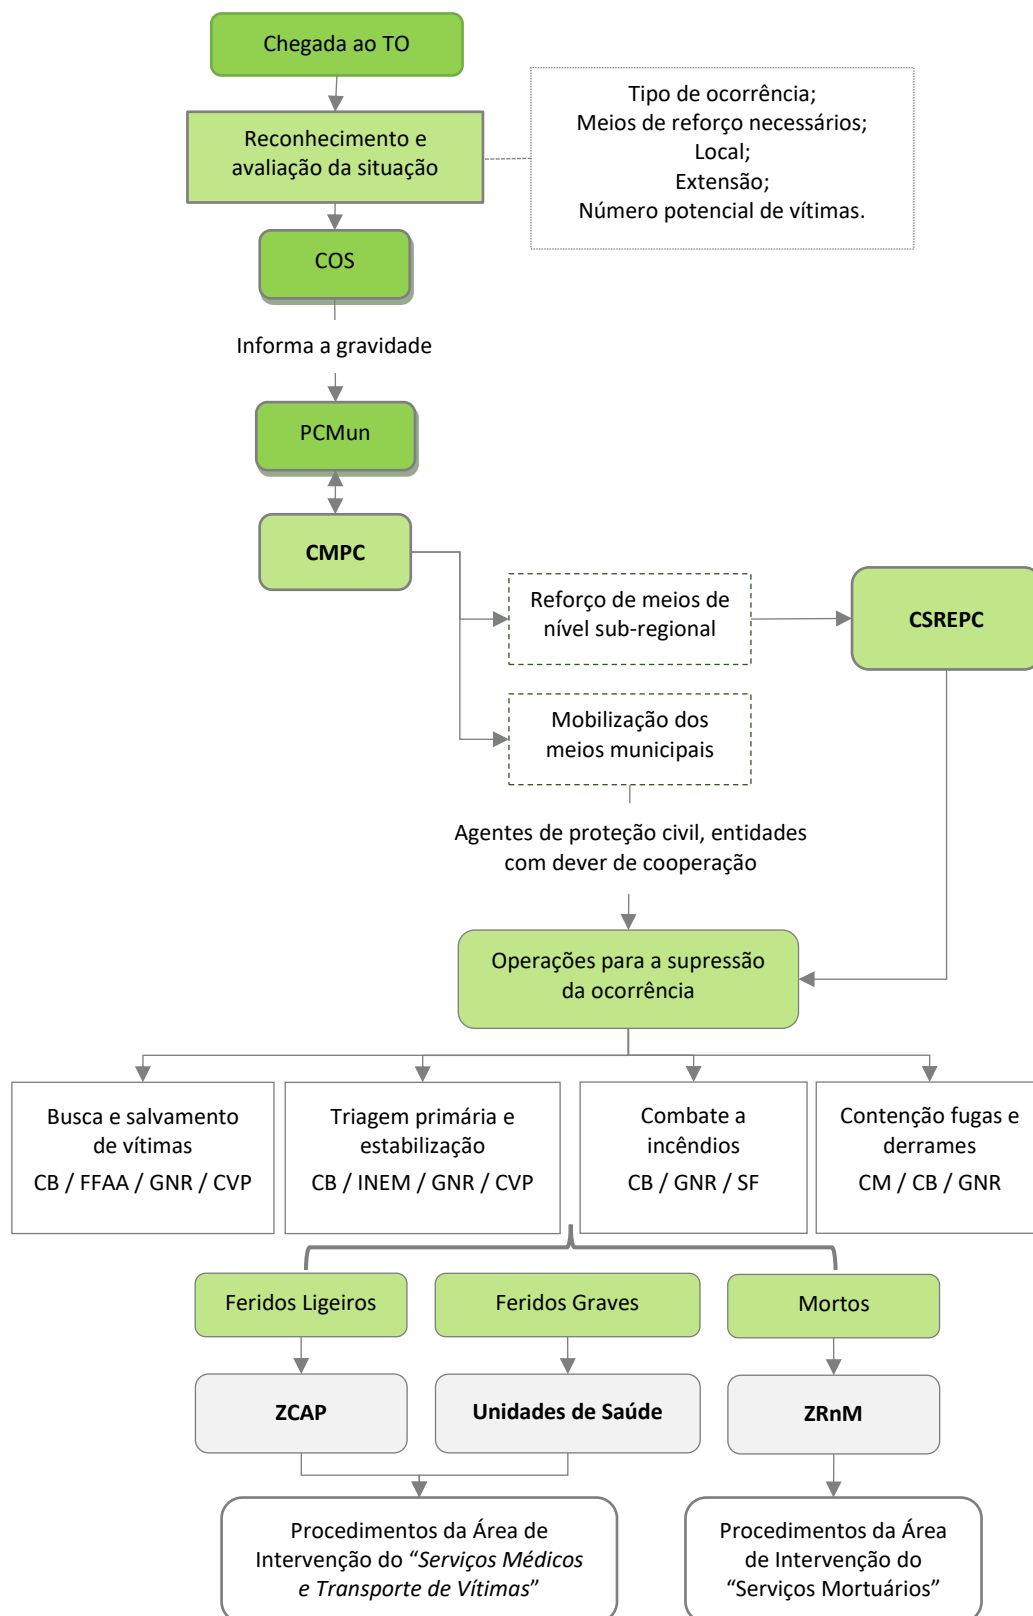 Chegada ao TO
Reconhecimento e
avaliação da situação
Tipo de ocorrência;
Meios de reforço necessários;
Local;
Extensão;
Número potencial de vítimas.
COS
Informa a gravidade
PCMun
CMPC
Reforço de meios de
nível sub-regional
CSREPC
Mobilização dos
meios municipais
Agentes de proteção civil, entidades
com dever de cooperação
Operações para a supressão
da ocorrência
Busca e salvamento
de vítimas
CB / FFAA / GNR / CVP
Triagem primária e
estabilização
CB / INEM / GNR / CVP
Combate a
incêndios
CB / GNR / SF
Contenção fugas e
derrames
CM / CB / GNR
Feridos Ligeiros
Feridos Graves
Mortos
ZCAP
Unidades de Saúde
ZRnM
Procedimentos da Área de
Intervenção do “Serviços Médicos
e Transporte de Vítimas”
Procedimentos da Área
de Intervenção do
“Serviços Mortuários”